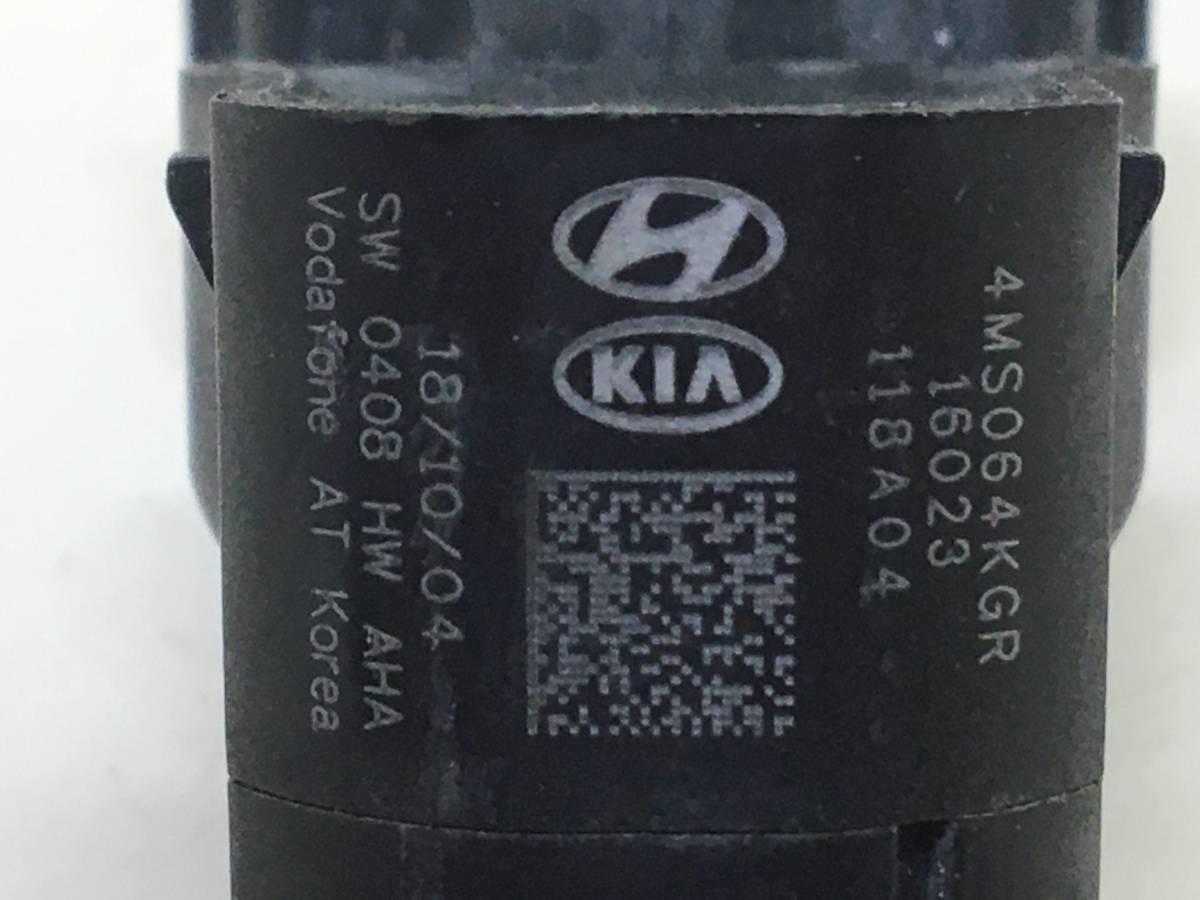 4MS064KGR
16023
118A04
KIA
18/10/04
SW 0408 HW AHA
Vodafone AT Korea